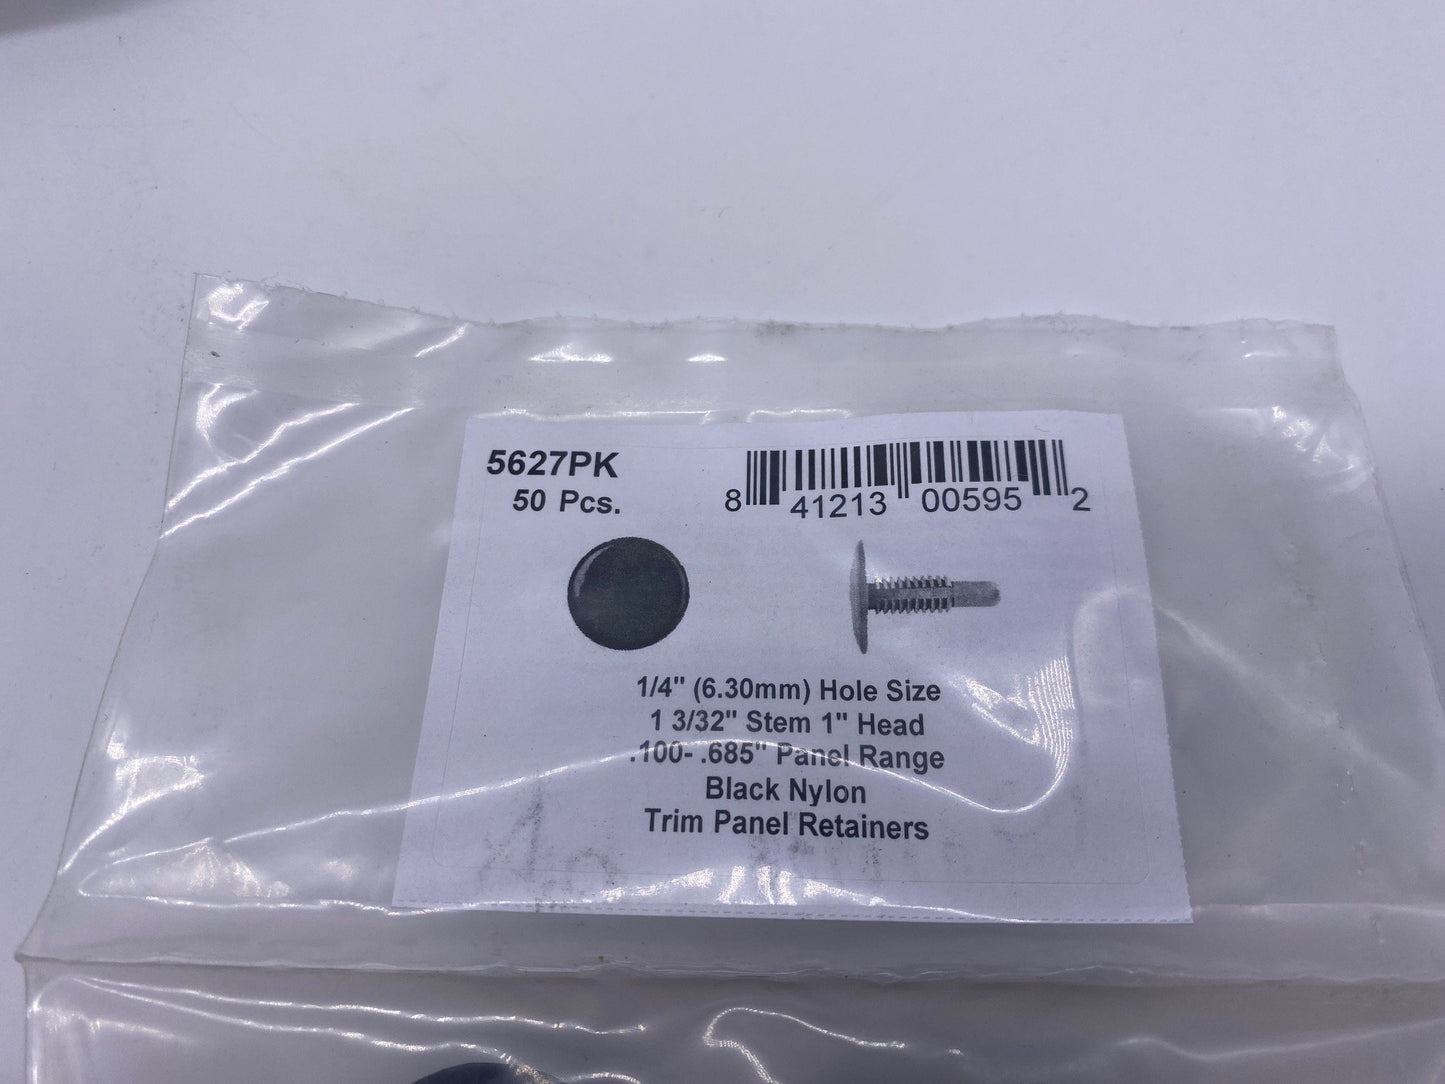 5627PK
50 Pcs.
8 41213 00595 2
1/4" (6.30mm) Hole Size
1 3/32" Stem 1" Head
.100- .685" Panel Range
Black Nylon
Trim Panel Retainers